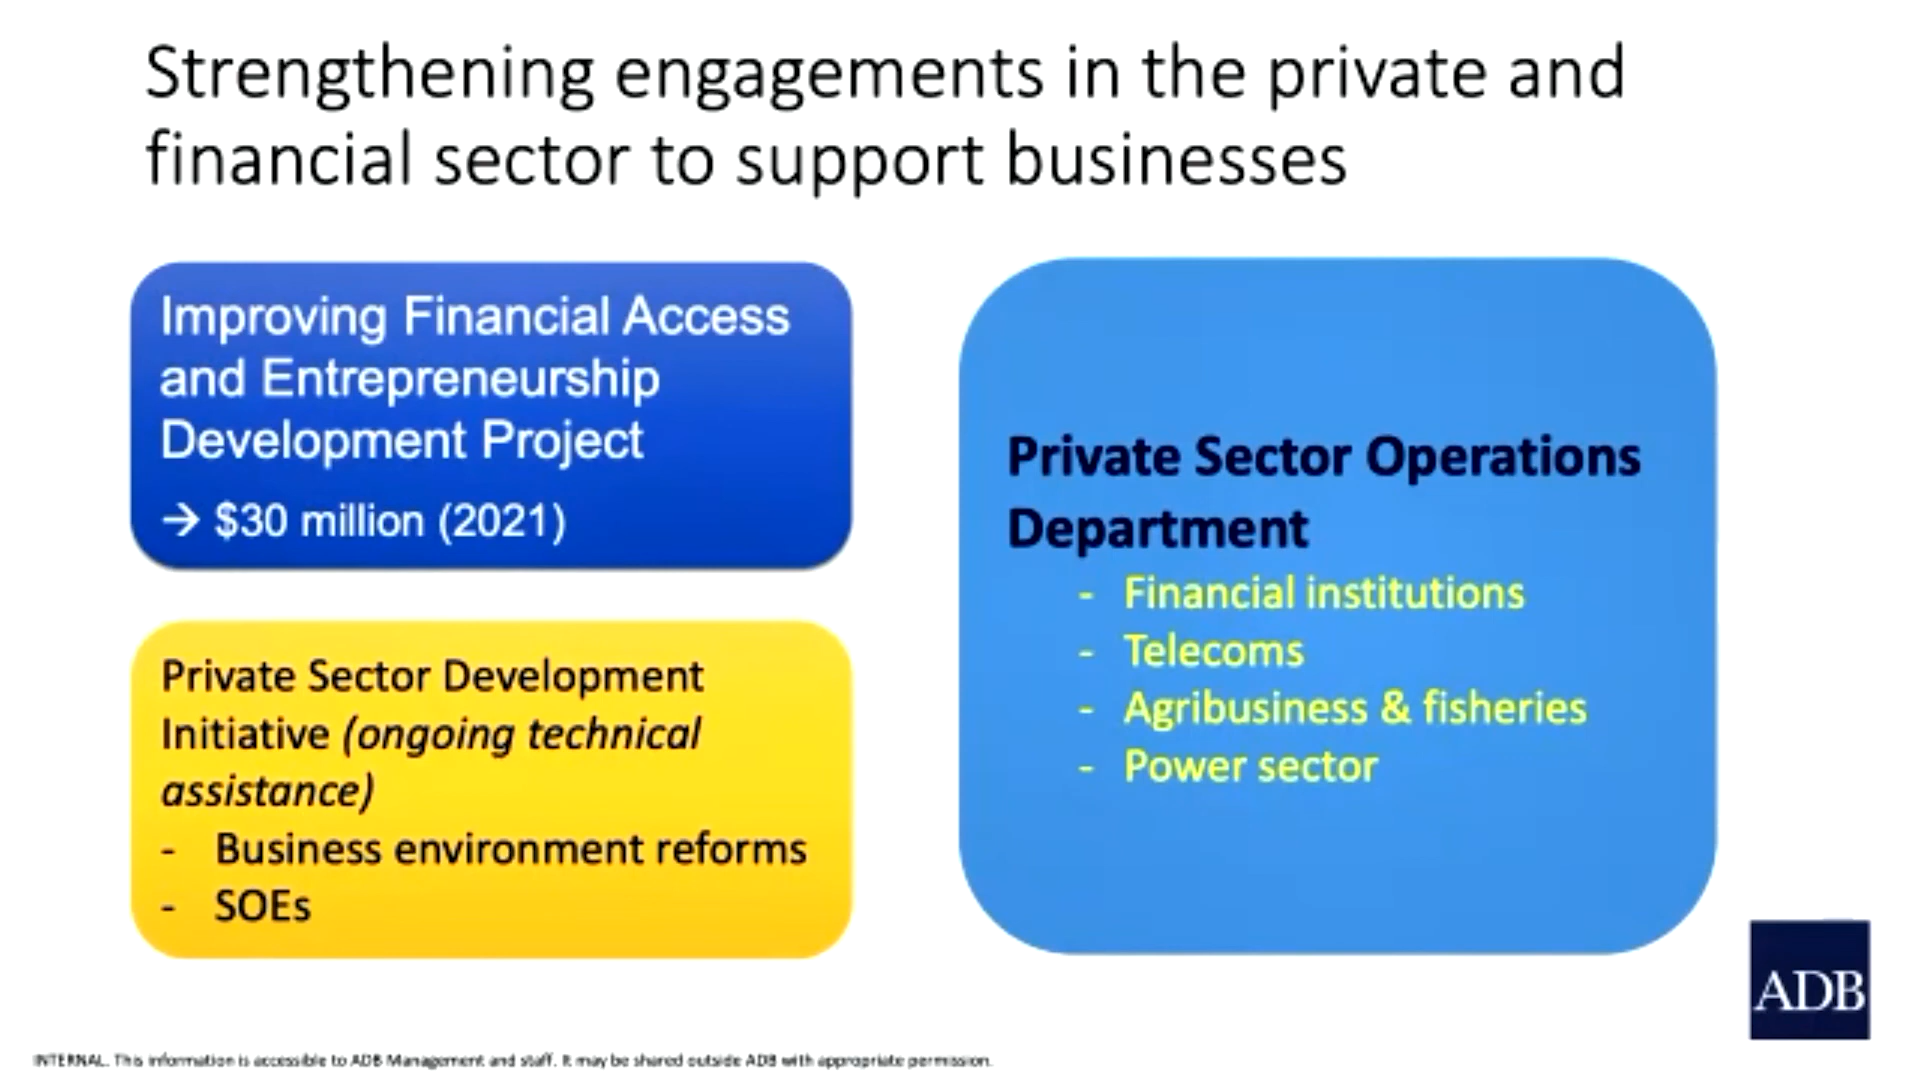 Strengthening engagements in the private and
financial sector to support businesses
Improving Financial Access
and Entrepreneurship
Development Project
→ $30 million (2021)
Private Sector Development
Initiative (ongoing technical
assistance)
- Business environment reforms
- SOEs
Private Sector Operations
Department
- Financial institutions
- Telecoms
- Agribusiness & fisheries
- Power sector
ADB
INTERNAL. This information is accessible to ADB Management and staff. It may be shared outside ADB with appropriate permission.